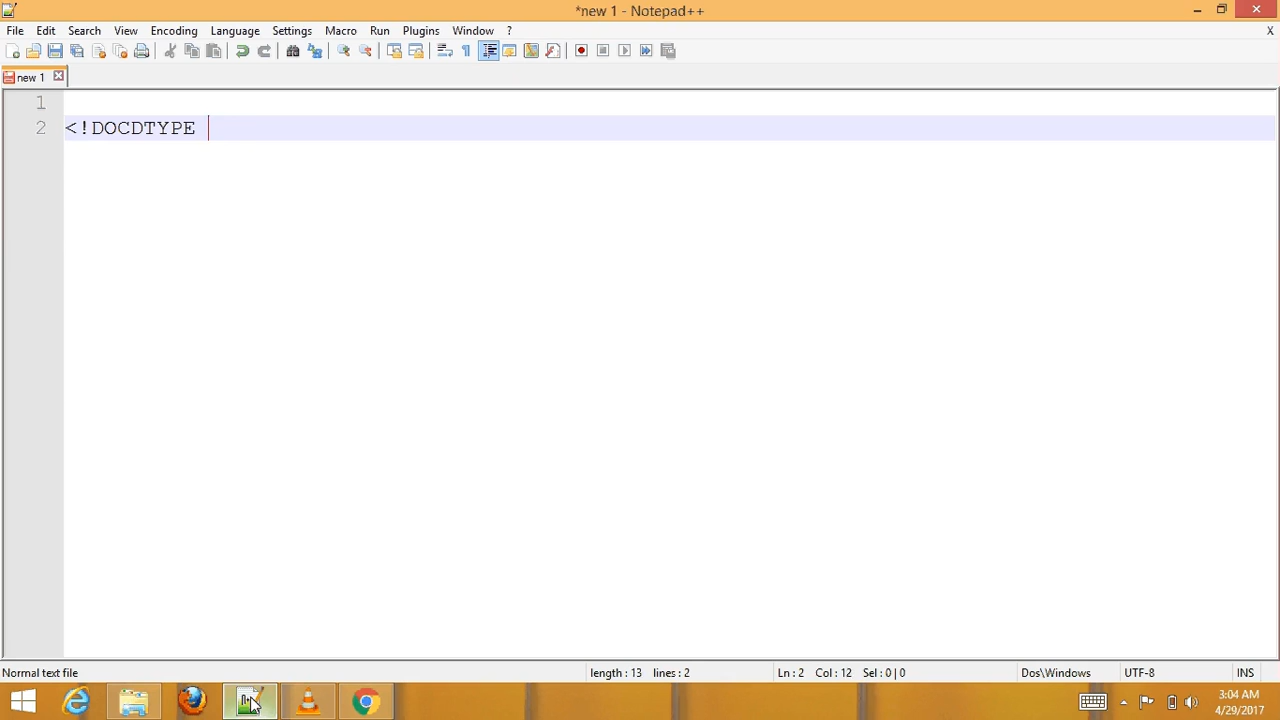 *new 1 - Notepad++
File Edit Search View Encoding Language Settings Macro Run Plugins Window ? X
new 1
1
2 <!DOCDTYPE
Normal text file length : 13 lines : 2 Ln : 2 Col : 12 Sel : 0 | 0 Dos\Windows UTF-8 INS
3:04 AM
4/29/2017